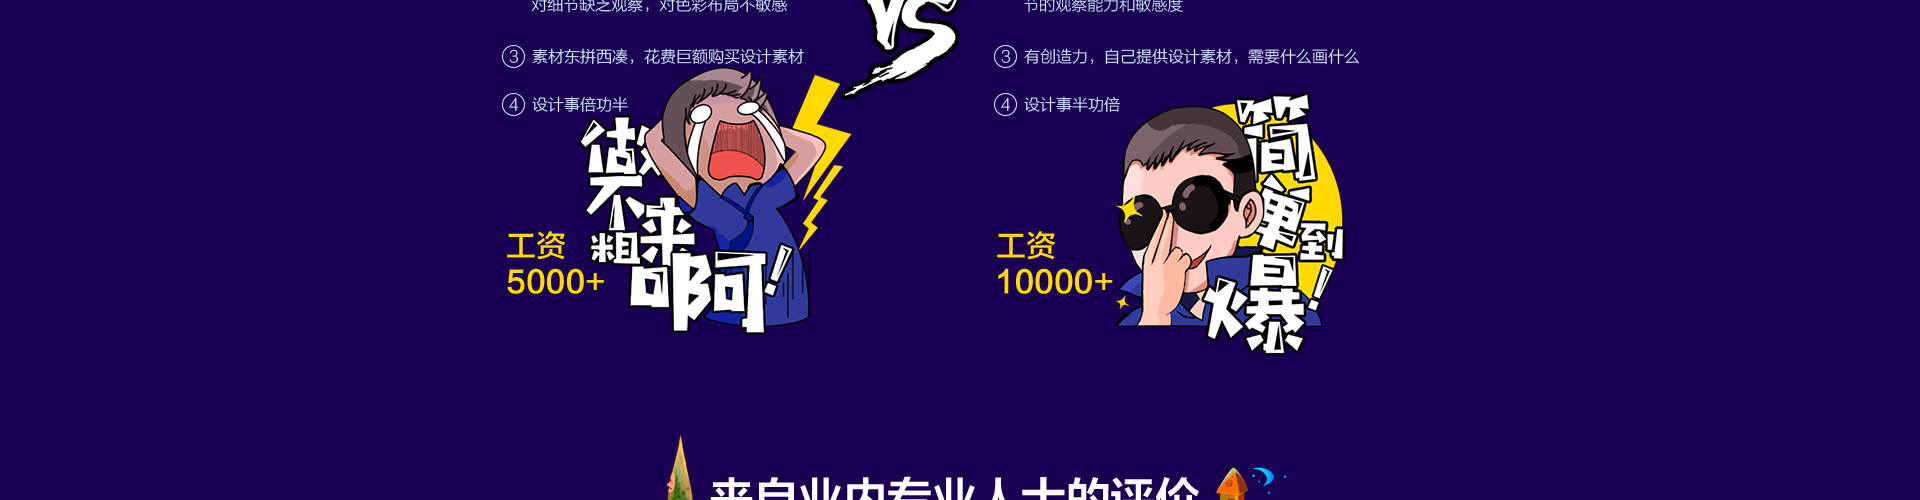 对细节缺乏观察，对色彩布局不敏感
③ 素材东拼西凑，花费巨额购买设计素材
④ 设计事倍功半
做不粗来啊！
工资
5000+
VS
节的观察能力和敏感度
③ 有创造力，自己提供设计素材，需要什么画什么
④ 设计事半功倍
简单到爆！
工资
10000+
来自业内专业人士的评价